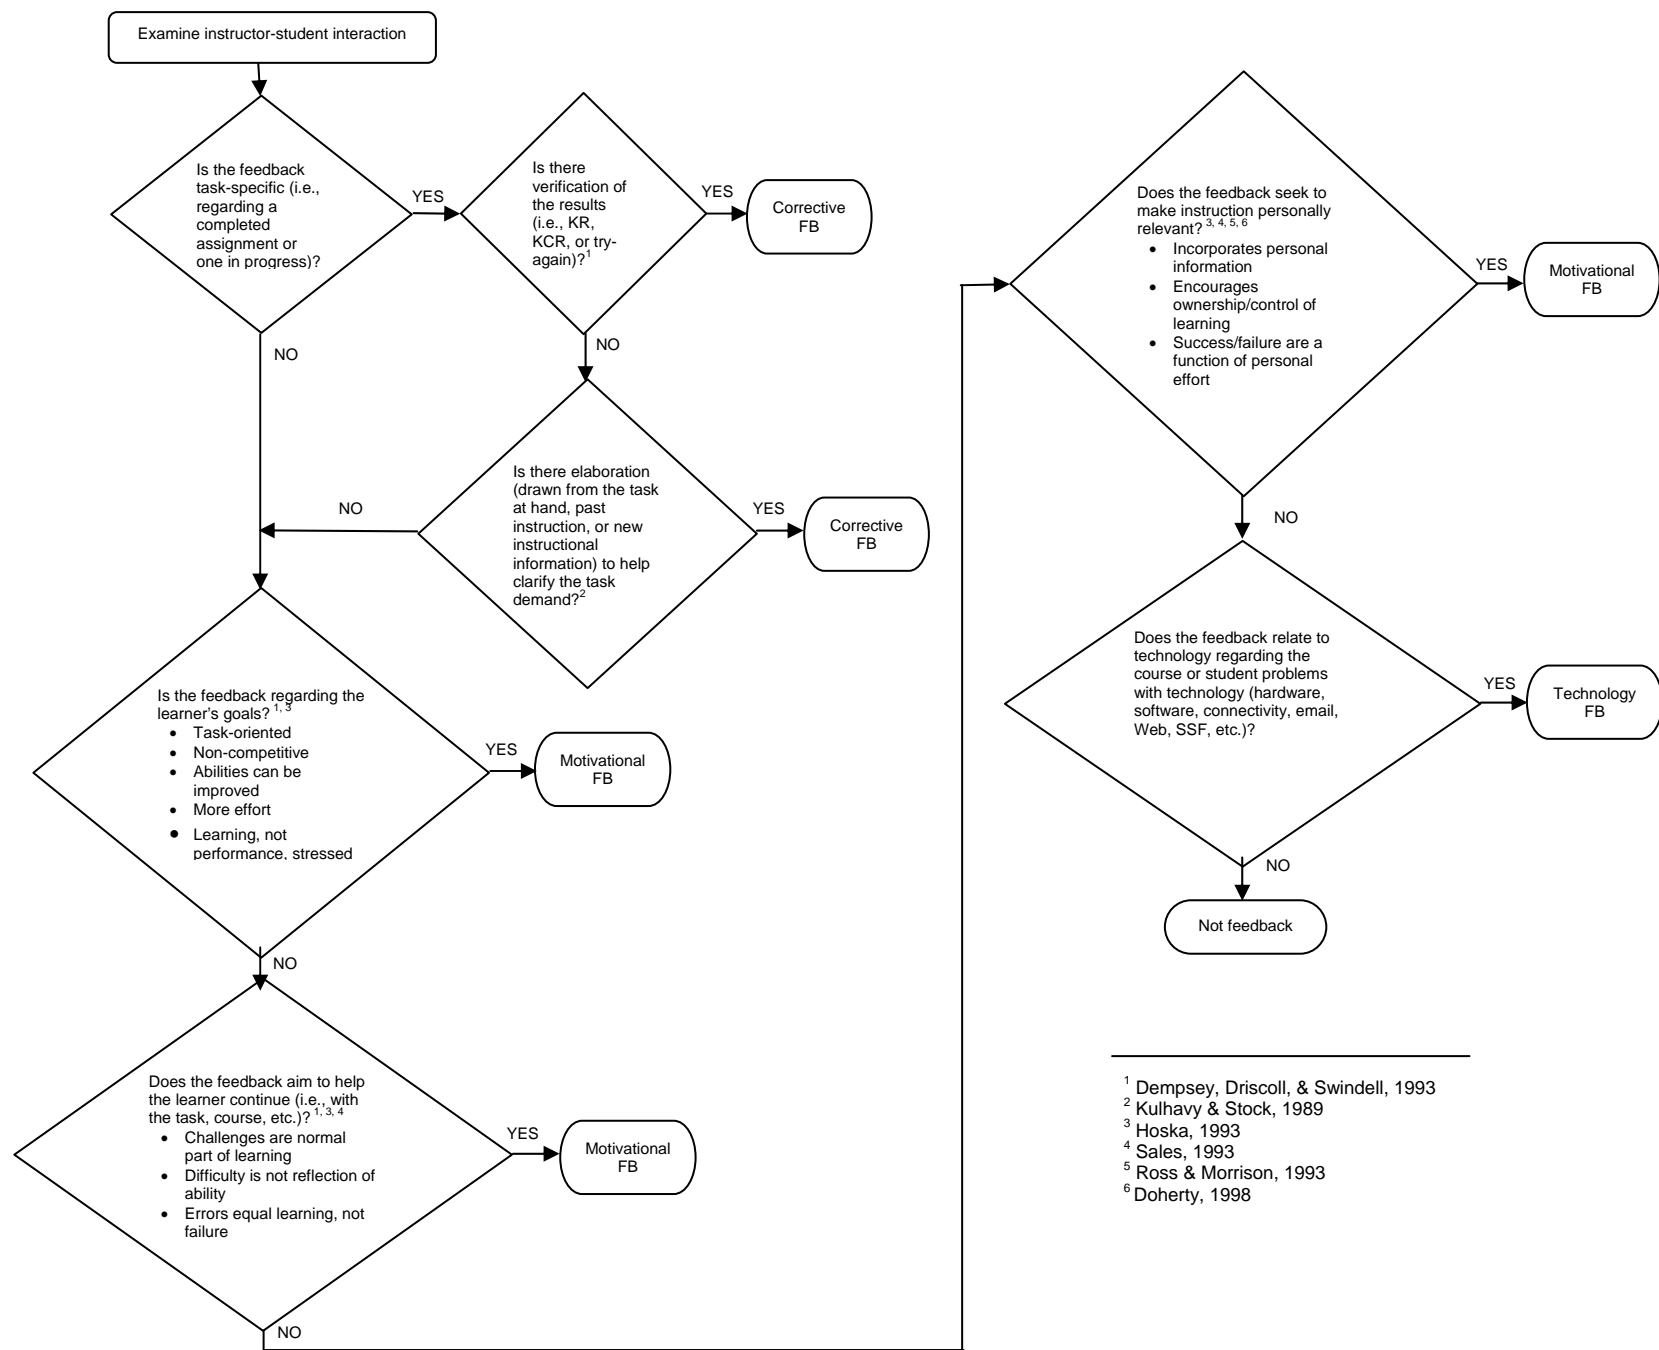 Examine instructor-student interaction
Is the feedback
task-specific (i.e.,
regarding a
completed
assignment or
one in progress)?
YES
NO
Is there
verification of
the results
(i.e., KR,
KCR, or try-
again)?1
YES
Corrective
FB
NO
Is there elaboration
(drawn from the task
at hand, past
instruction, or new
instructional
information) to help
clarify the task
demand?2
NO
YES
Corrective
FB
Is the feedback regarding the
learner's goals? 1, 3
• Task-oriented
• Non-competitive
• Abilities can be
improved
• More effort
• Learning, not
performance, stressed
YES
Motivational
FB
NO
Does the feedback aim to help
the learner continue (i.e., with
the task, course, etc.)? 1, 3, 4
• Challenges are normal
part of learning
• Difficulty is not reflection of
ability
• Errors equal learning, not
failure
YES
Motivational
FB
NO
Does the feedback seek to
make instruction personally
relevant? 3, 4, 5, 6
• Incorporates personal
information
• Encourages
ownership/control of
learning
• Success/failure are a
function of personal
effort
YES
Motivational
FB
NO
Does the feedback relate to
technology regarding the
course or student problems
with technology (hardware,
software, connectivity, email,
Web, SSF, etc.)?
YES
Technology
FB
NO
Not feedback
1 Dempsey, Driscoll, & Swindell, 1993
2 Kulhavy & Stock, 1989
3 Hoska, 1993
4 Sales, 1993
5 Ross & Morrison, 1993
6 Doherty, 1998